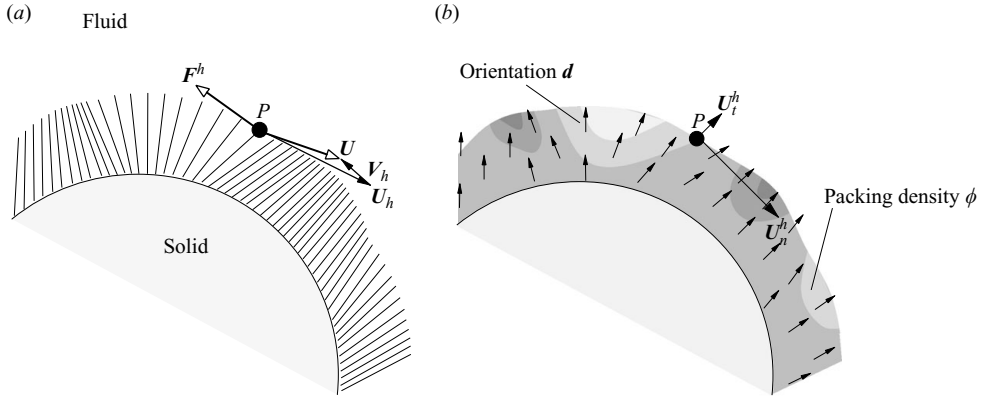 (a)
Fluid
F^h
P
U
V_h
U_h
Solid
(b)
Orientation d
P
U_t^h
Packing density ϕ
U_n^h